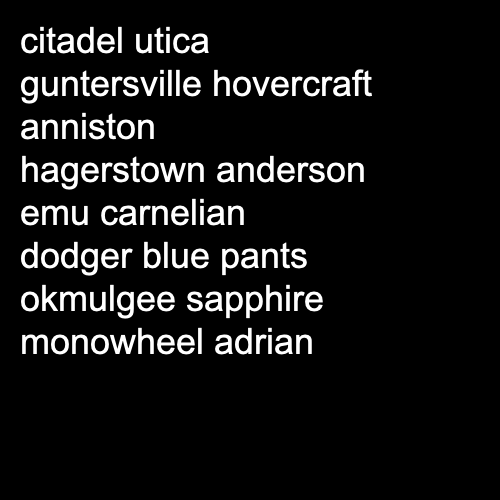 citadel utica
guntersville hovercraft
anniston
hagerstown anderson
emu carnelian
dodger blue pants
okmulgee sapphire
monowheel adrian